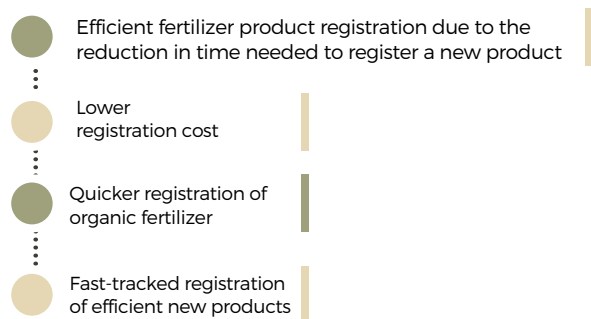 Efficient fertilizer product registration due to the
reduction in time needed to register a new product
Lower
registration cost
Quicker registration of
organic fertilizer
Fast-tracked registration
of efficient new products